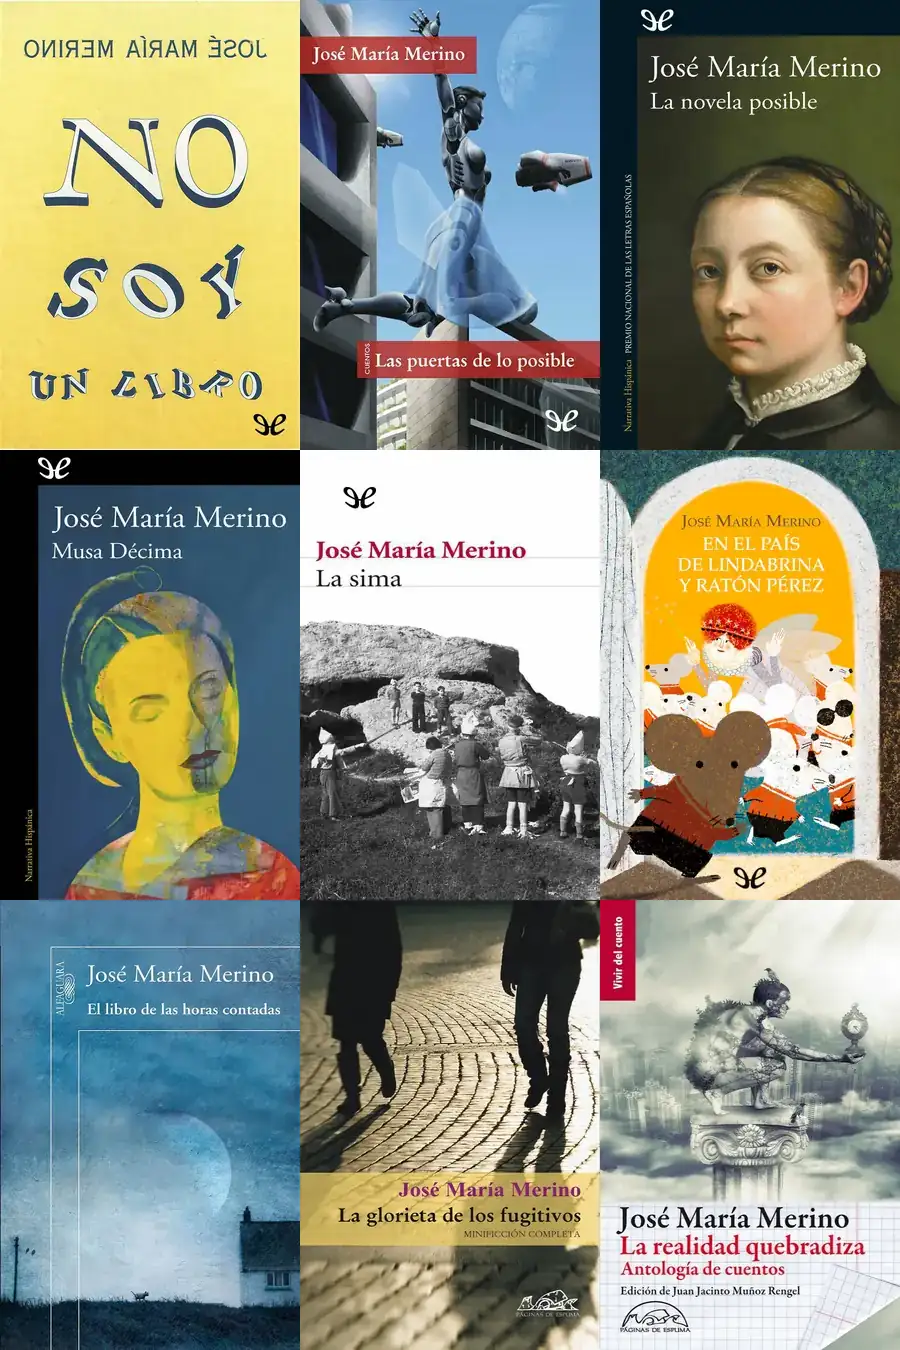 JOSÉ MARÍA MERINO
NO
SOY
UN LIBRO
José María Merino
CUENTOS
Las puertas de lo posible
José María Merino
La novela posible
Narrativa Hispánica PREMIO NACIONAL DE LAS LETRAS ESPAÑOLAS
José María Merino
Musa Décima
Narrativa Hispánica
José María Merino
La sima
JOSÉ MARÍA MERINO
EN EL PAÍS
DE LINDABRINA
Y RATÓN PÉREZ
ALFAGUARA
José María Merino
El libro de las horas contadas
José María Merino
La glorieta de los fugitivos
MINIFICCIÓN COMPLETA
PÁGINAS DE ESPUMA
Vivir del cuento
José María Merino
La realidad quebradiza
Antología de cuentos
Edición de Juan Jacinto Muñoz Rengel
PÁGINAS DE ESPUMA